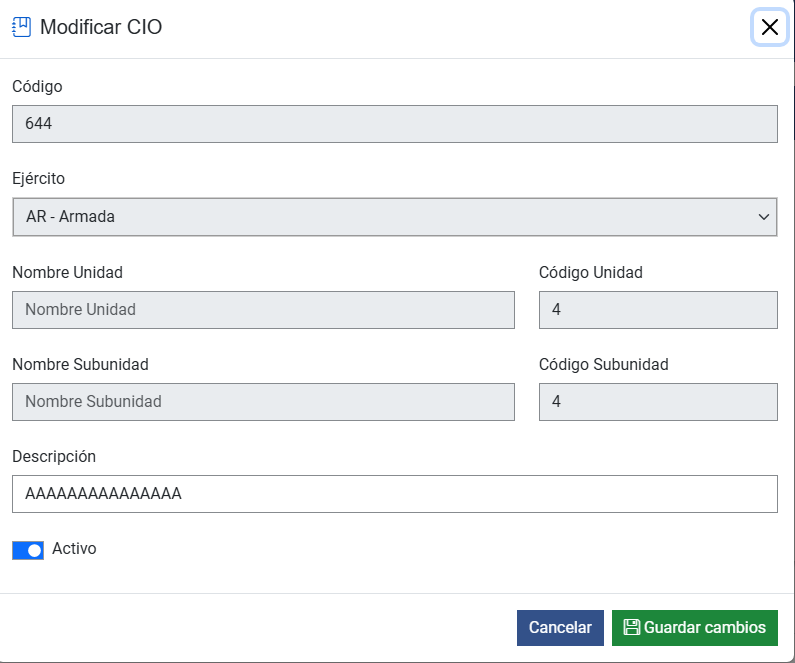 Modificar CIO
Código
644
Ejército
AR - Armada
Nombre Unidad
Código Unidad
Nombre Unidad
4
Nombre Subunidad
Código Subunidad
Nombre Subunidad
4
Descripción
AAAAAAAAAAAAAAA
Activo
Cancelar
Guardar cambios